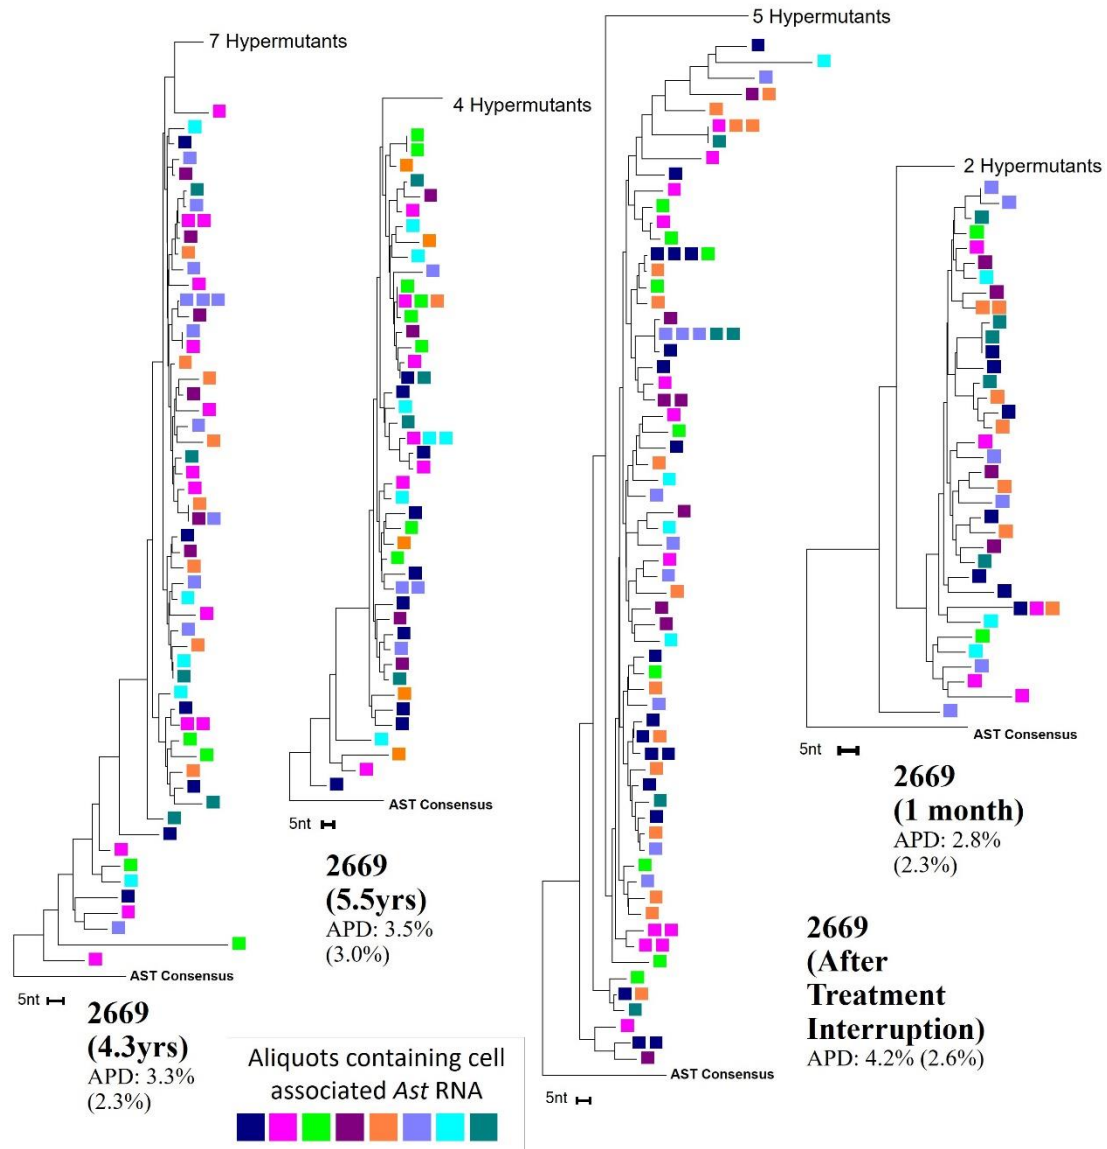 7 Hypermutants
AST Consensus
5nt
2669
(4.3yrs)
APD: 3.3%
(2.3%)
4 Hypermutants
AST Consensus
5nt
2669
(5.5yrs)
APD: 3.5%
(3.0%)
5 Hypermutants
AST Consensus
5nt
2669
(After
Treatment
Interruption)
APD: 4.2% (2.6%)
2 Hypermutants
AST Consensus
5nt
2669
(1 month)
APD: 2.8%
(2.3%)
Aliquots containing cell
associated Ast RNA